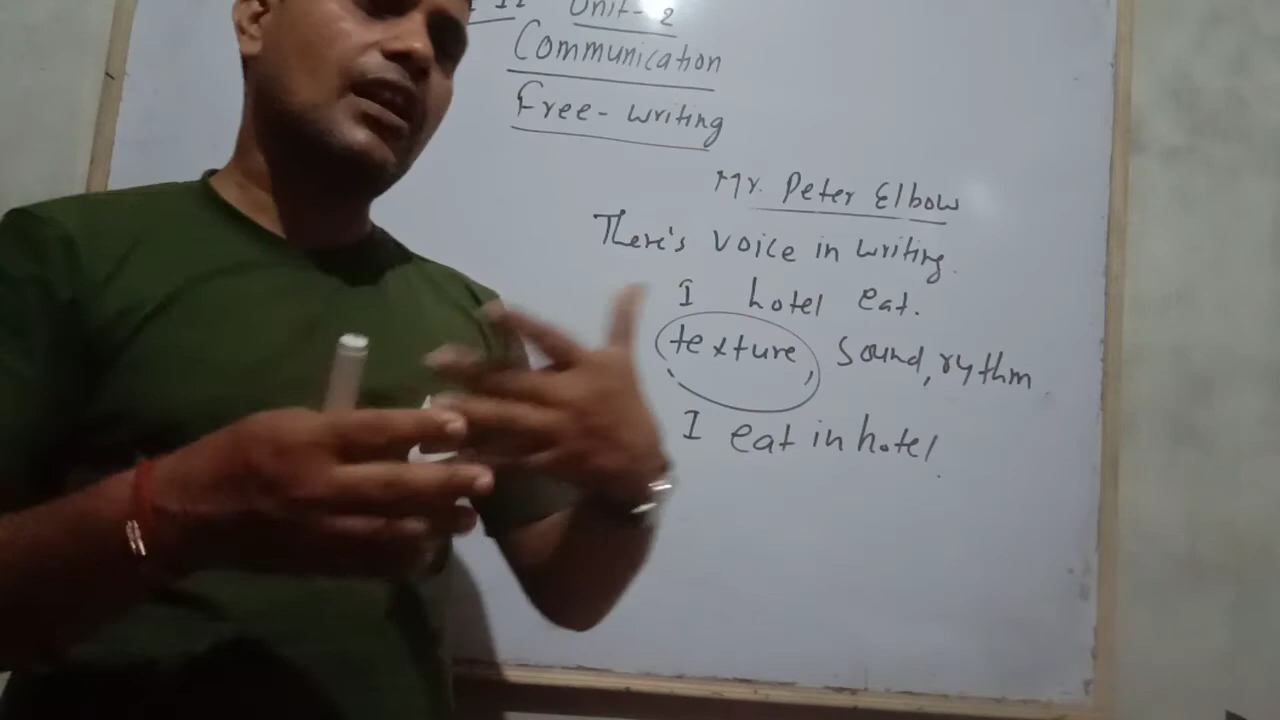 Unit-2
Communication
Free-writing
Mr. Peter Elbow
There's voice in writing.
I hotel eat.
texture, sound, rythm
I eat in hotel.